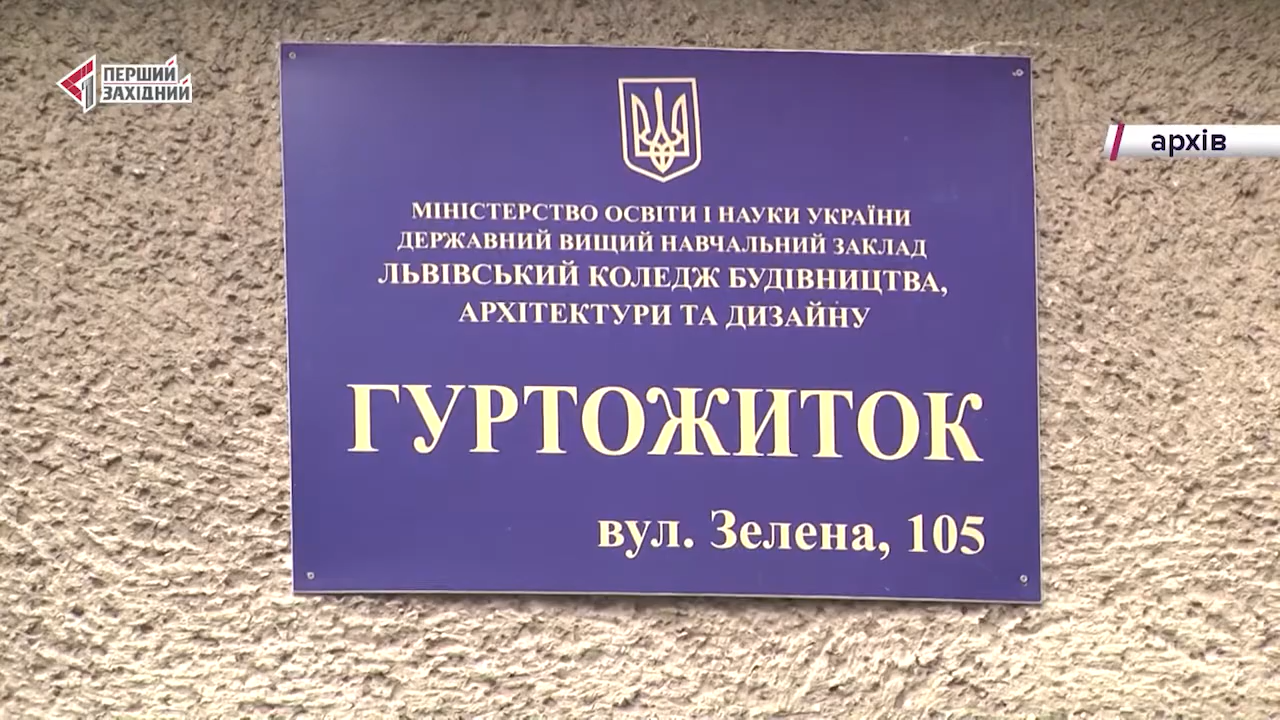 ПЕРШИЙ
ЗАХІДНИЙ
архів
МІНІСТЕРСТВО ОСВІТИ І НАУКИ УКРАЇНИ
ДЕРЖАВНИЙ ВИЩИЙ НАВЧАЛЬНИЙ ЗАКЛАД
ЛЬВІВСЬКИЙ КОЛЕДЖ БУДІВНИЦТВА,
АРХІТЕКТУРИ ТА ДИЗАЙНУ
ГУРТОЖИТОК
вул. Зелена, 105